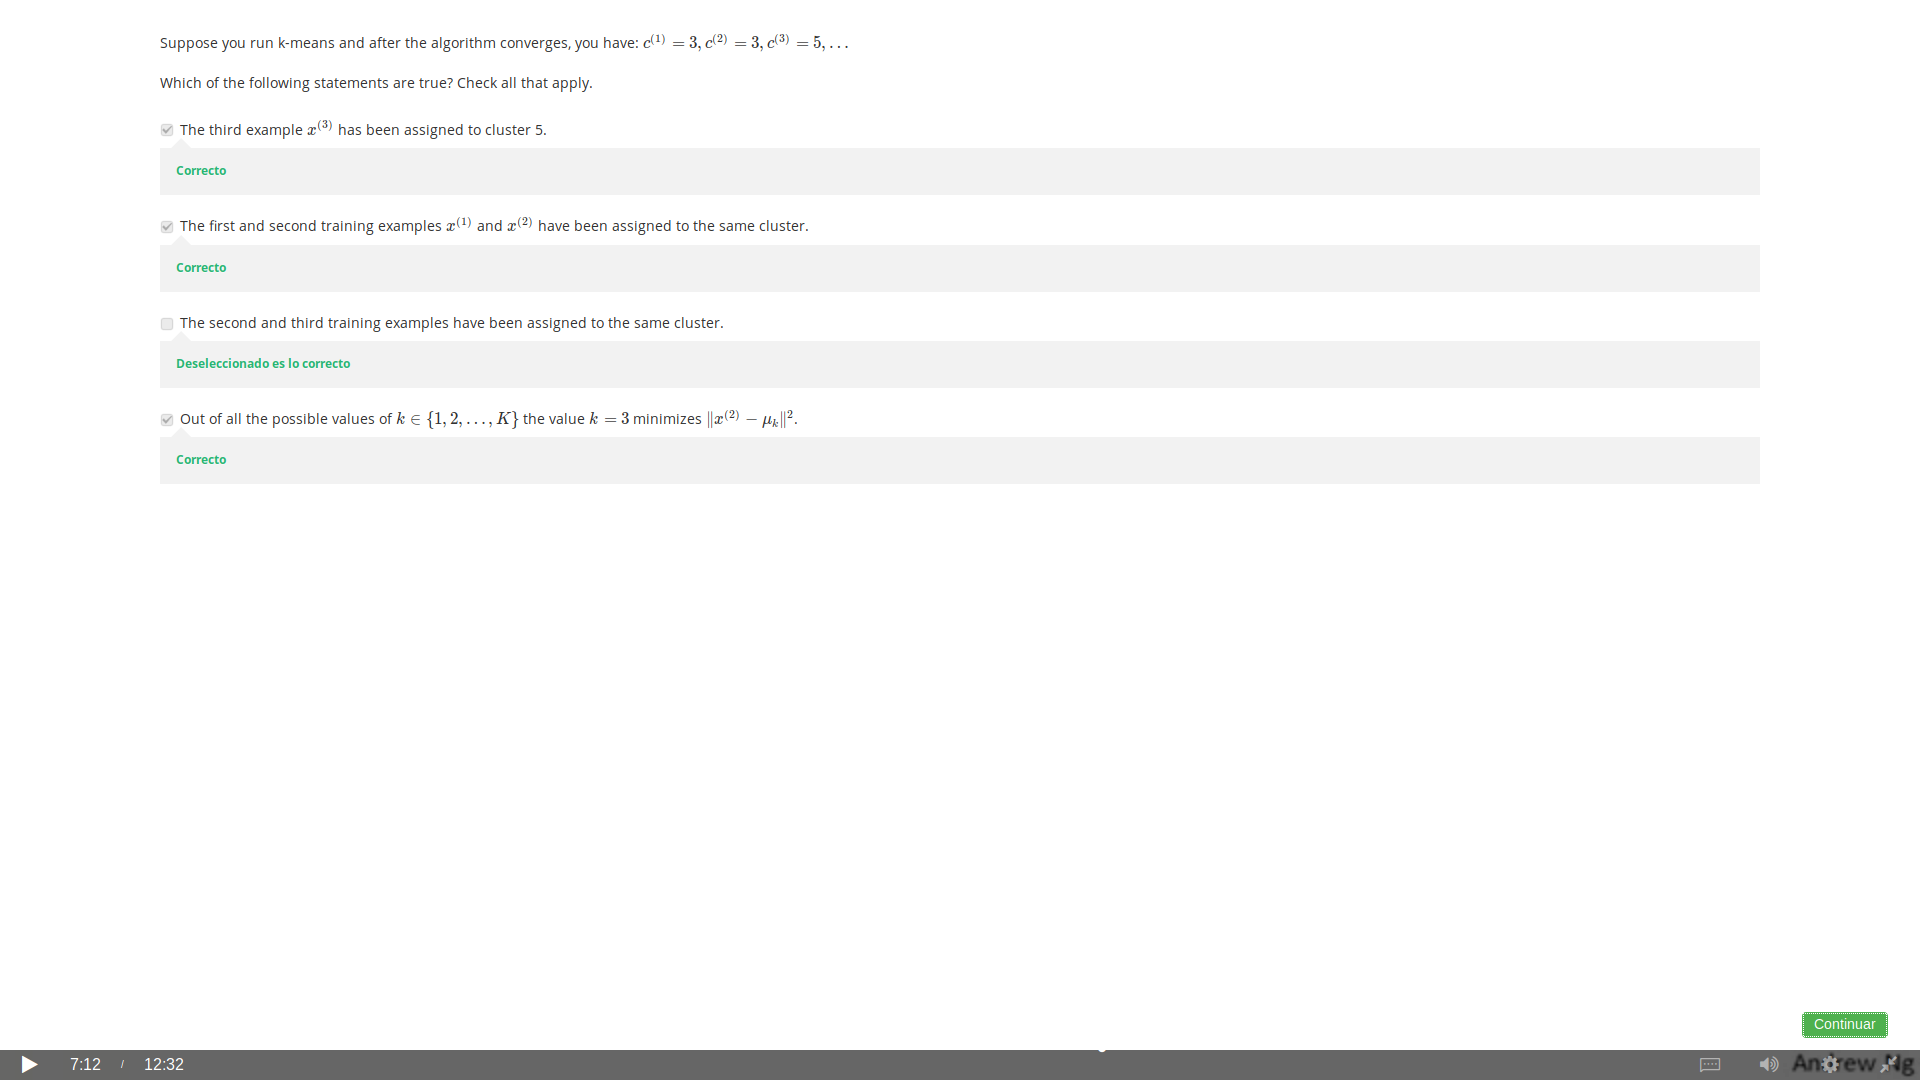 Suppose you run k-means and after the algorithm converges, you have: c^(1) = 3, c^(2) = 3, c^(3) = 5, . . .
Which of the following statements are true? Check all that apply.
The third example x^(3) has been assigned to cluster 5.
Correcto
The first and second training examples x^(1) and x^(2) have been assigned to the same cluster.
Correcto
The second and third training examples have been assigned to the same cluster.
Deseleccionado es lo correcto
Out of all the possible values of k ∈ {1, 2, . . . , K} the value k = 3 minimizes ‖x^(2) − μ_k‖^2.
Correcto
Continuar
7:12 / 12:32
Andrew Ng